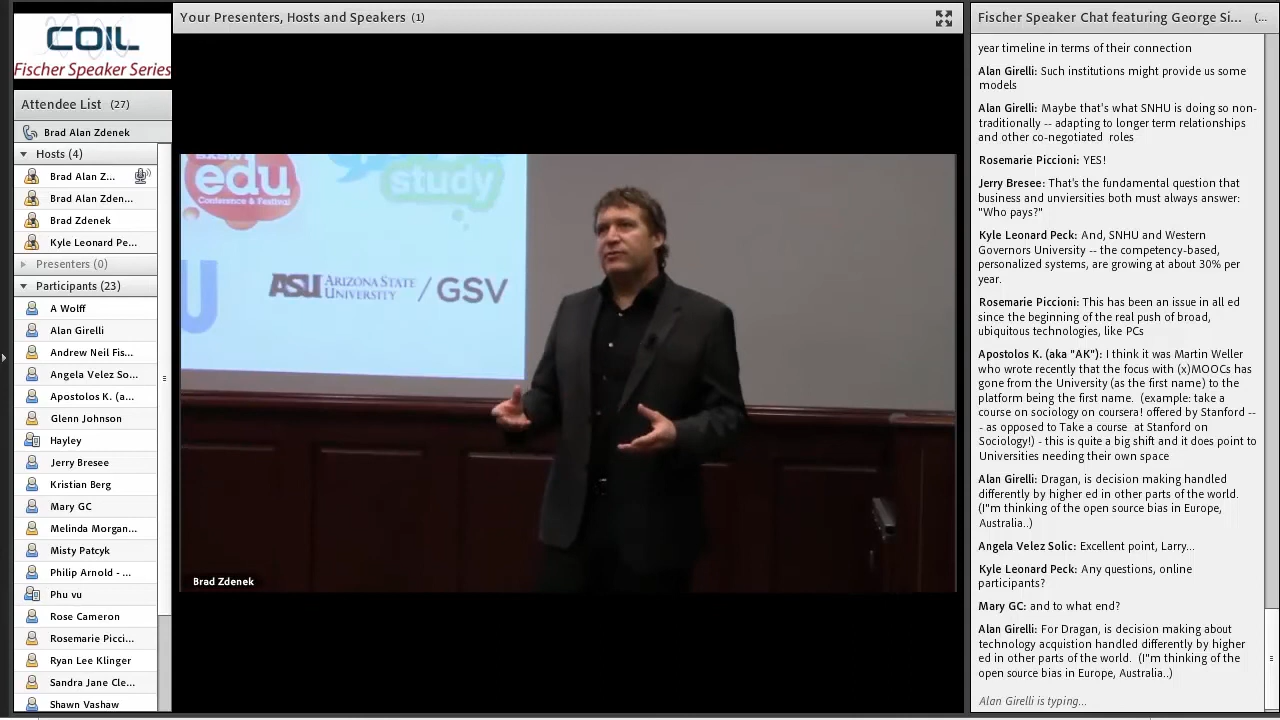 COIL
Fischer Speaker Series
Attendee List (27)
Brad Alan Zdenek
Hosts (4)
Brad Alan Z...
Brad Alan Zden...
Brad Zdenek
Kyle Leonard Pe...
Presenters (0)
Participants (23)
A Wolff
Alan Girelli
Andrew Neil Fis...
Angela Velez So...
Apostolos K. (a...
Glenn Johnson
Hayley
Jerry Bresee
Kristian Berg
Mary GC
Melinda Morgan...
Misty Patcyk
Philip Arnold - ...
Phu vu
Rose Cameron
Rosemarie Picci...
Ryan Lee Klinger
Sandra Jane Cle...
Shawn Vashaw
Your Presenters, Hosts and Speakers (1)
edu
Conference & Festival
study
U
ASU ARIZONA STATE UNIVERSITY / GSV
Brad Zdenek
Fischer Speaker Chat featuring George Si... (...
year timeline in terms of their connection
Alan Girelli: Such institutions might provide us some
models
Alan Girelli: Maybe that's what SNHU is doing so non-
traditionally -- adapting to longer term relationships
and other co-negotiated roles
Rosemarie Piccioni: YES!
Jerry Bresee: That's the fundamental question that
business and unviersities both must always answer:
"Who pays?"
Kyle Leonard Peck: And, SNHU and Western
Governors University -- the competency-based,
personalized systems, are growing at about 30% per
year.
Rosemarie Piccioni: This has been an issue in all ed
since the beginning of the real push of broad,
ubiquitous technologies, like PCs
Apostolos K. (aka "AK"): I think it was Martin Weller
who wrote recently that the focus with (x)MOOCs has
gone from the University (as the first name) to the
platform being the first name. (example: take a
course on sociology on coursera! offered by Stanford --
- as opposed to Take a course at Stanford on
Sociology!) - this is quite a big shift and it does point to
Universities needing their own space
Alan Girelli: Dragan, is decision making handled
differently by higher ed in other parts of the world.
(I"m thinking of the open source bias in Europe,
Australia..)
Angela Velez Solic: Excellent point, Larry...
Kyle Leonard Peck: Any questions, online
participants?
Mary GC: and to what end?
Alan Girelli: For Dragan, is decision making about
technology acquistion handled differently by higher
ed in other parts of the world. (I"m thinking of the
open source bias in Europe, Australia..)
Alan Girelli is typing...